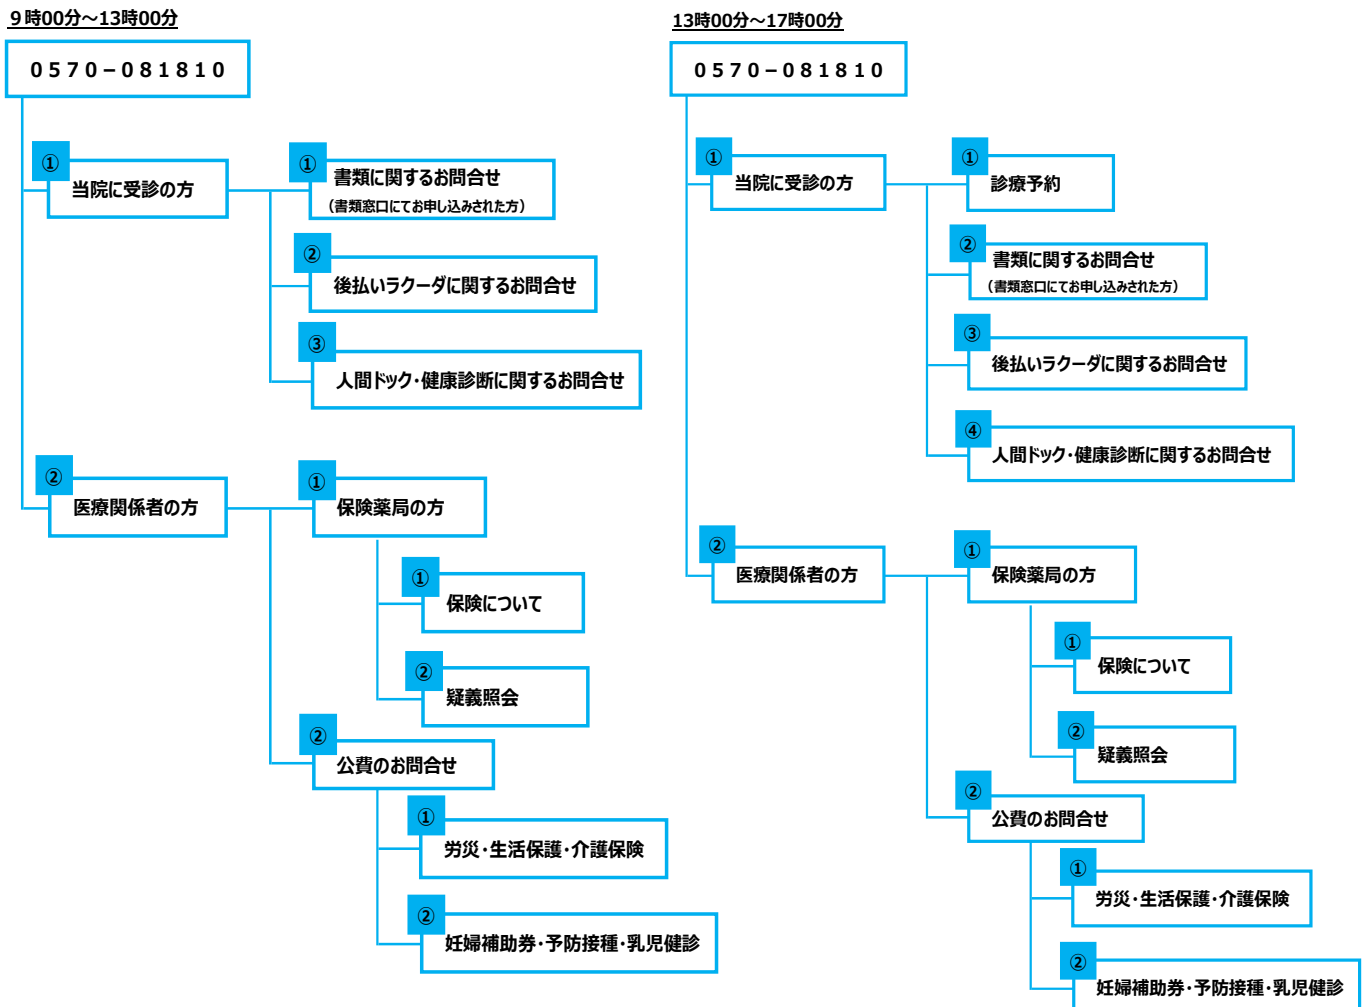 9時00分～13時00分
0570－081810
①
当院に受診の方
①
書類に関するお問合せ
（書類窓口にてお申し込みされた方）
②
後払いラクーダに関するお問合せ
③
人間ドック・健康診断に関するお問合せ
②
医療関係者の方
①
保険薬局の方
①
保険について
②
疑義照会
②
公費のお問合せ
①
労災・生活保護・介護保険
②
妊婦補助券・予防接種・乳児健診
13時00分～17時00分
0570－081810
①
当院に受診の方
①
診療予約
②
書類に関するお問合せ
（書類窓口にてお申し込みされた方）
③
後払いラクーダに関するお問合せ
④
人間ドック・健康診断に関するお問合せ
②
医療関係者の方
①
保険薬局の方
①
保険について
②
疑義照会
②
公費のお問合せ
①
労災・生活保護・介護保険
②
妊婦補助券・予防接種・乳児健診